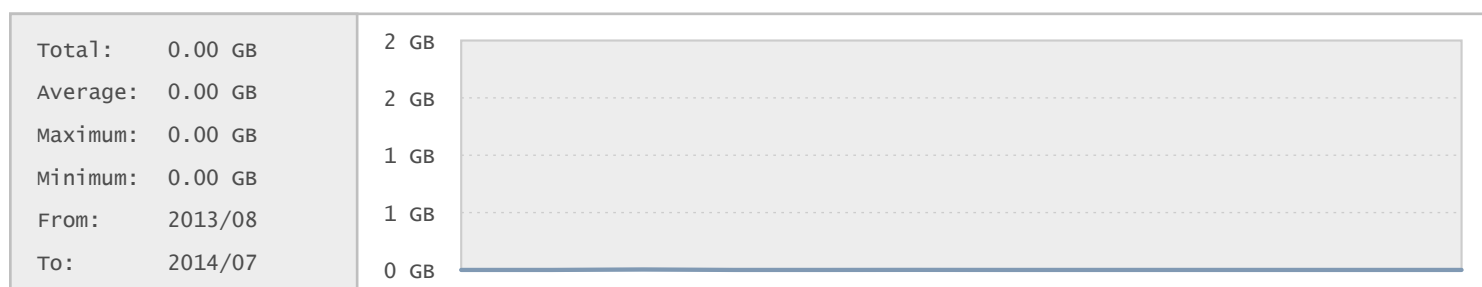 Total: 0.00 GB
Average: 0.00 GB
Maximum: 0.00 GB
Minimum: 0.00 GB
From: 2013/08
To: 2014/07
2 GB
2 GB
1 GB
1 GB
0 GB